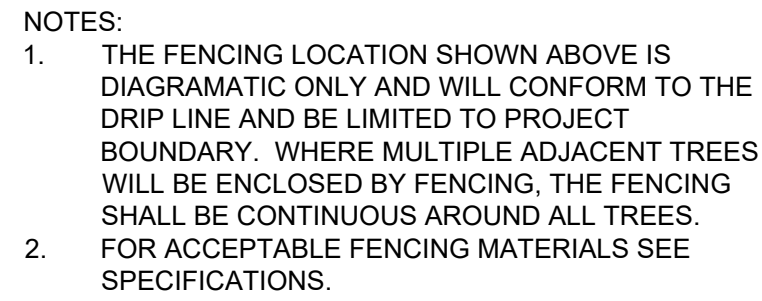 NOTES:
1. THE FENCING LOCATION SHOWN ABOVE IS
DIAGRAMATIC ONLY AND WILL CONFORM TO THE
DRIP LINE AND BE LIMITED TO PROJECT
BOUNDARY. WHERE MULTIPLE ADJACENT TREES
WILL BE ENCLOSED BY FENCING, THE FENCING
SHALL BE CONTINUOUS AROUND ALL TREES.
2. FOR ACCEPTABLE FENCING MATERIALS SEE
SPECIFICATIONS.